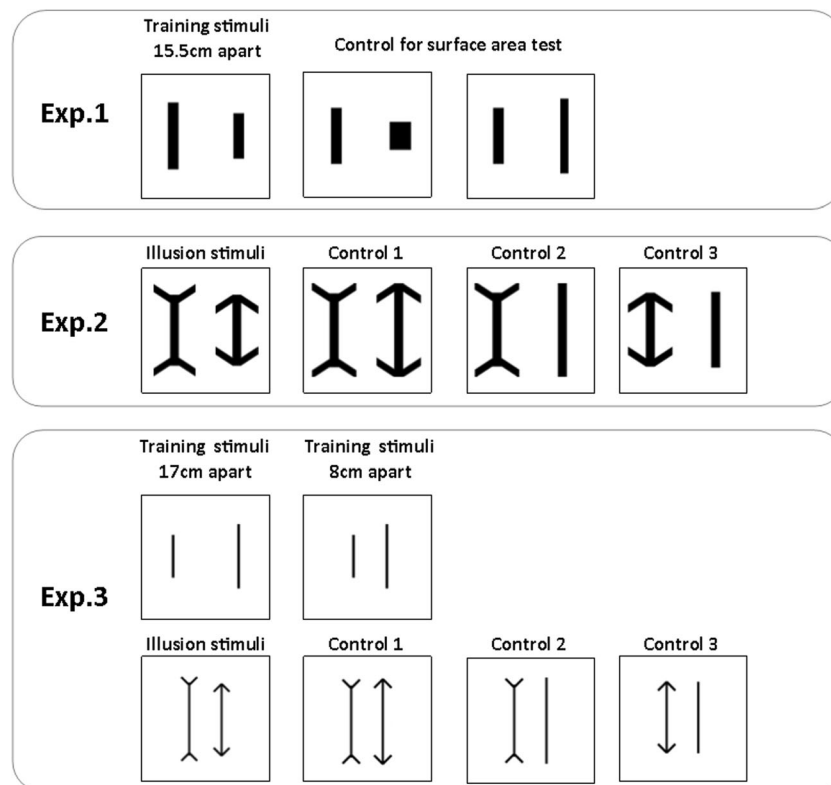 Training stimuli
15.5cm apart
Control for surface area test
Exp.1
Illusion stimuli
Control 1
Control 2
Control 3
Exp.2
Training stimuli
17cm apart
Training stimuli
8cm apart
Exp.3
Illusion stimuli
Control 1
Control 2
Control 3